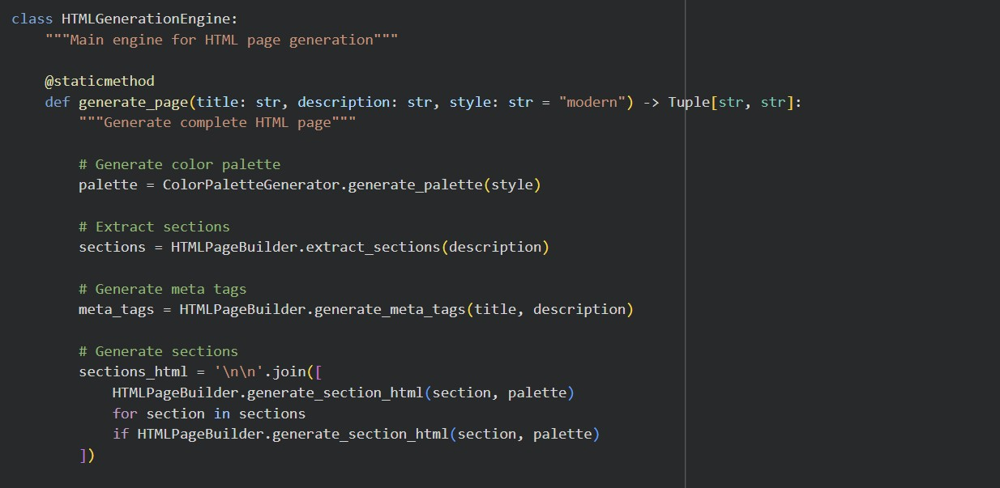 class HTMLGenerationEngine:
    """Main engine for HTML page generation"""

    @staticmethod
    def generate_page(title: str, description: str, style: str = "modern") -> Tuple[str, str]:
        """Generate complete HTML page"""

        # Generate color palette
        palette = ColorPaletteGenerator.generate_palette(style)

        # Extract sections
        sections = HTMLPageBuilder.extract_sections(description)

        # Generate meta tags
        meta_tags = HTMLPageBuilder.generate_meta_tags(title, description)

        # Generate sections
        sections_html = '\n\n'.join([
            HTMLPageBuilder.generate_section_html(section, palette)
            for section in sections
            if HTMLPageBuilder.generate_section_html(section, palette)
        ])